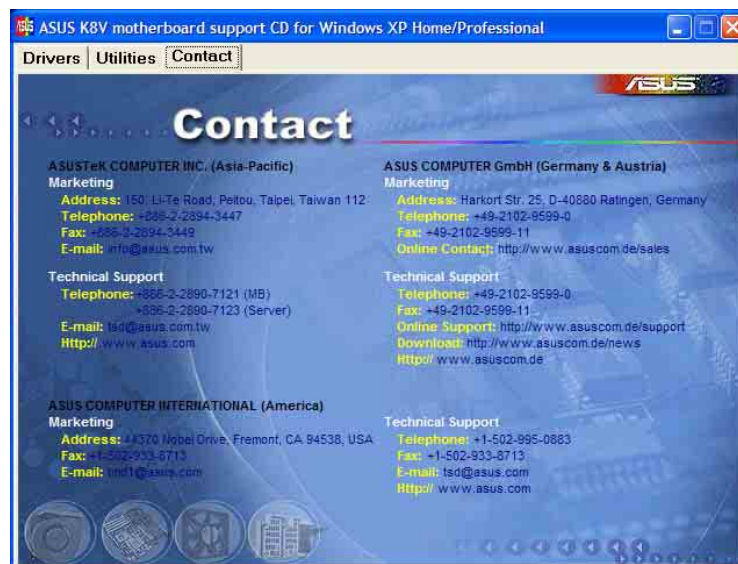 ASUS K8V motherboard support CD for Windows XP Home/Professional
Drivers Utilities Contact
ASUS
Contact
ASUSTeK COMPUTER INC. (Asia-Pacific)
Marketing
Address: 150, Li-Te Road, Peitou, Taipei, Taiwan 112
Telephone: +886-2-2894-3447
Fax: +886-2-2894-3449
E-mail: info@asus.com.tw
Technical Support
Telephone: +886-2-2890-7121 (MB)
+886-2-2890-7123 (Server)
E-mail: tsd@asus.com.tw
Http:// www.asus.com
ASUS COMPUTER GmbH (Germany & Austria)
Marketing
Address: Harkort Str. 25, D-40880 Ratingen, Germany
Telephone: +49-2102-9599-0
Fax: +49-2102-9599-11
Online Contact: http://www.asuscom.de/sales
Technical Support
Telephone: +49-2102-9599-0
Fax: +49-2102-9599-11
Online Support: http://www.asuscom.de/support
Download: http://www.asuscom.de/news
Http:// www.asuscom.de
ASUS COMPUTER INTERNATIONAL (America)
Marketing
Address: 44370 Nobel Drive, Fremont, CA 94538, USA
Fax: +1-502-933-8713
E-mail: tmd1@asus.com
Technical Support
Telephone: +1-502-995-0883
Fax: +1-502-933-8713
E-mail: tsd@asus.com
Http:// www.asus.com